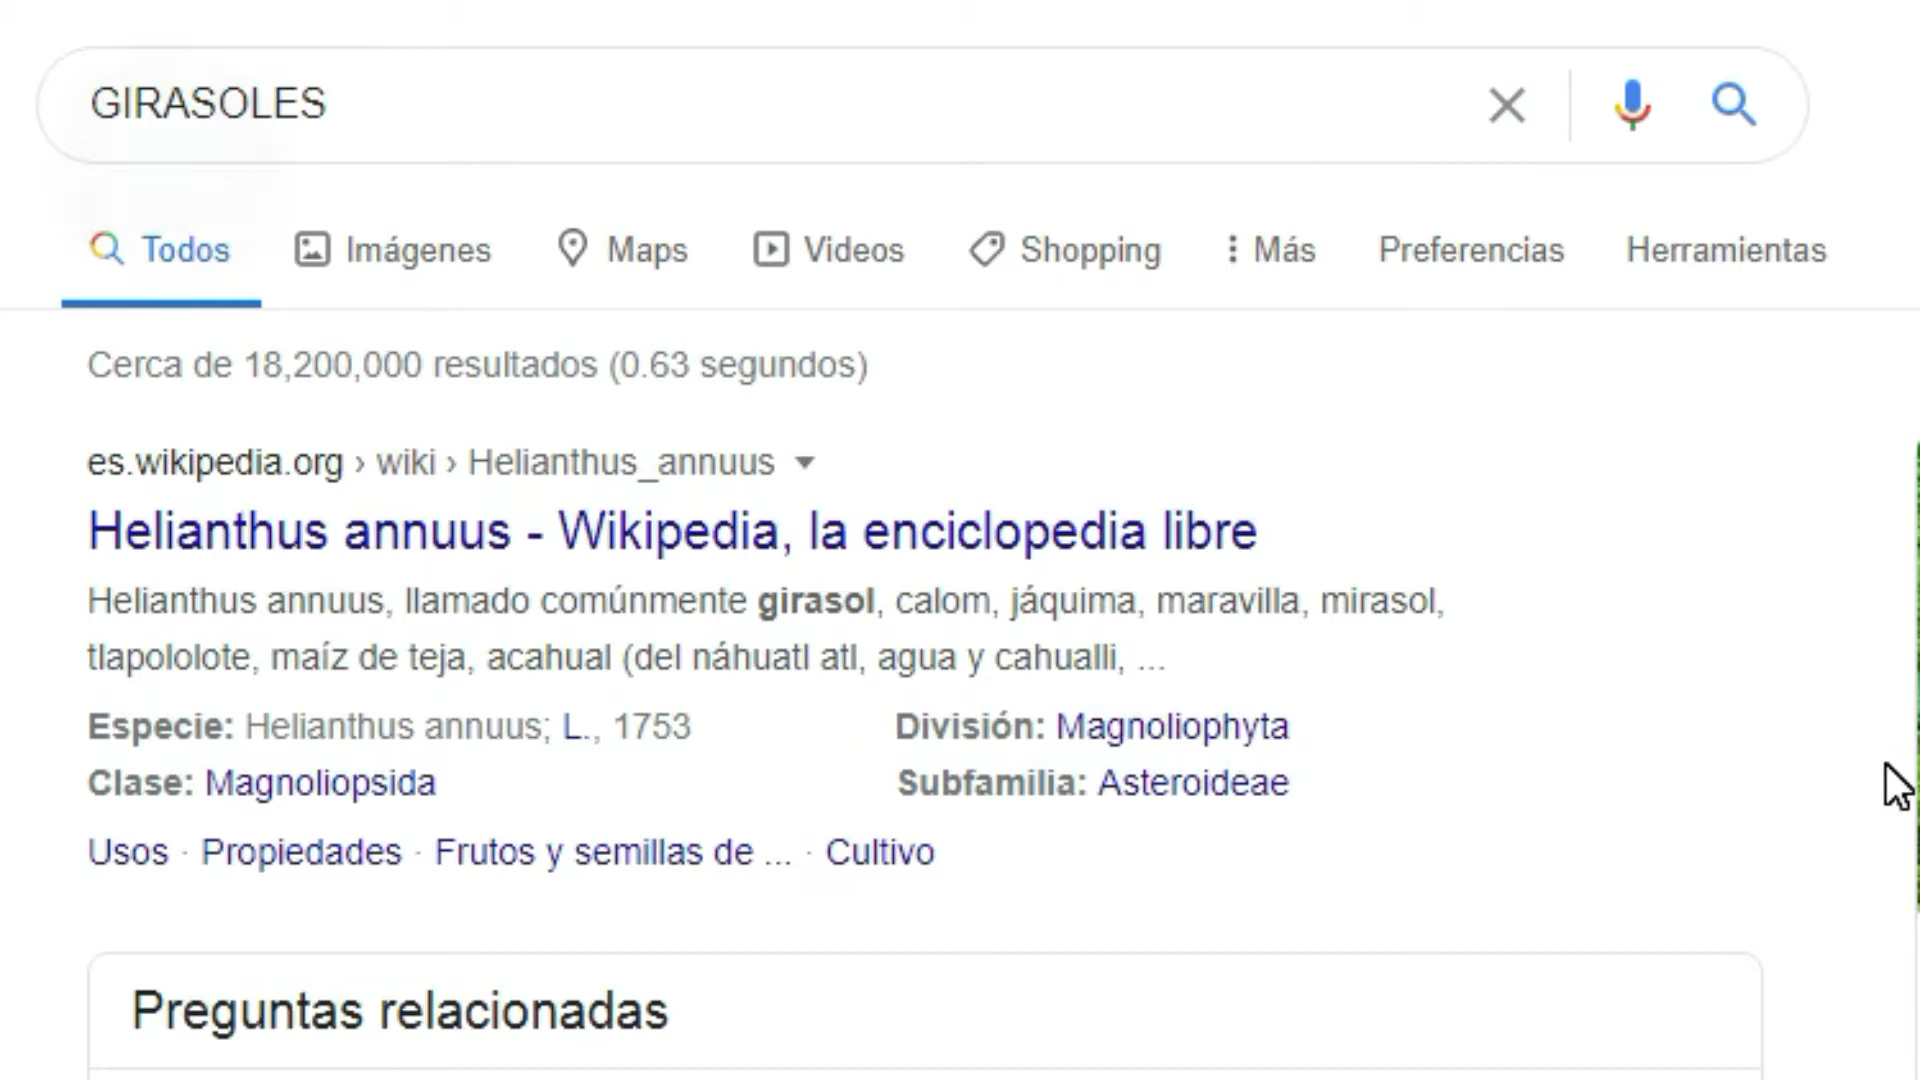 GIRASOLES
Todos Imágenes Maps Videos Shopping Más Preferencias Herramientas
Cerca de 18,200,000 resultados (0.63 segundos)
es.wikipedia.org › wiki › Helianthus_annuus
Helianthus annuus - Wikipedia, la enciclopedia libre
Helianthus annuus, llamado comúnmente girasol, calom, jáquima, maravilla, mirasol,
tlapololote, maíz de teja, acahual (del náhuatl atl, agua y cahualli, ...
Especie: Helianthus annuus; L., 1753 División: Magnoliophyta
Clase: Magnoliopsida Subfamilia: Asteroideae
Usos · Propiedades · Frutos y semillas de ... · Cultivo
Preguntas relacionadas